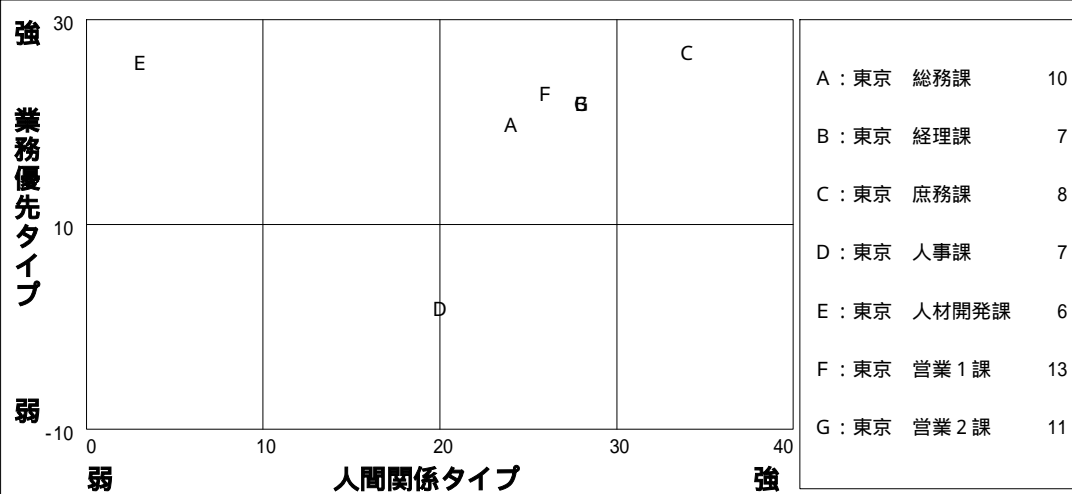 強
30
業務優先タイプ
10
弱
-10
E
C
F
B
G
A
D
0
10
20
30
40
弱
人間関係タイプ
強
A：東京　総務課　10
B：東京　経理課　7
C：東京　庶務課　8
D：東京　人事課　7
E：東京　人材開発課　6
F：東京　営業１課　13
G：東京　営業２課　11